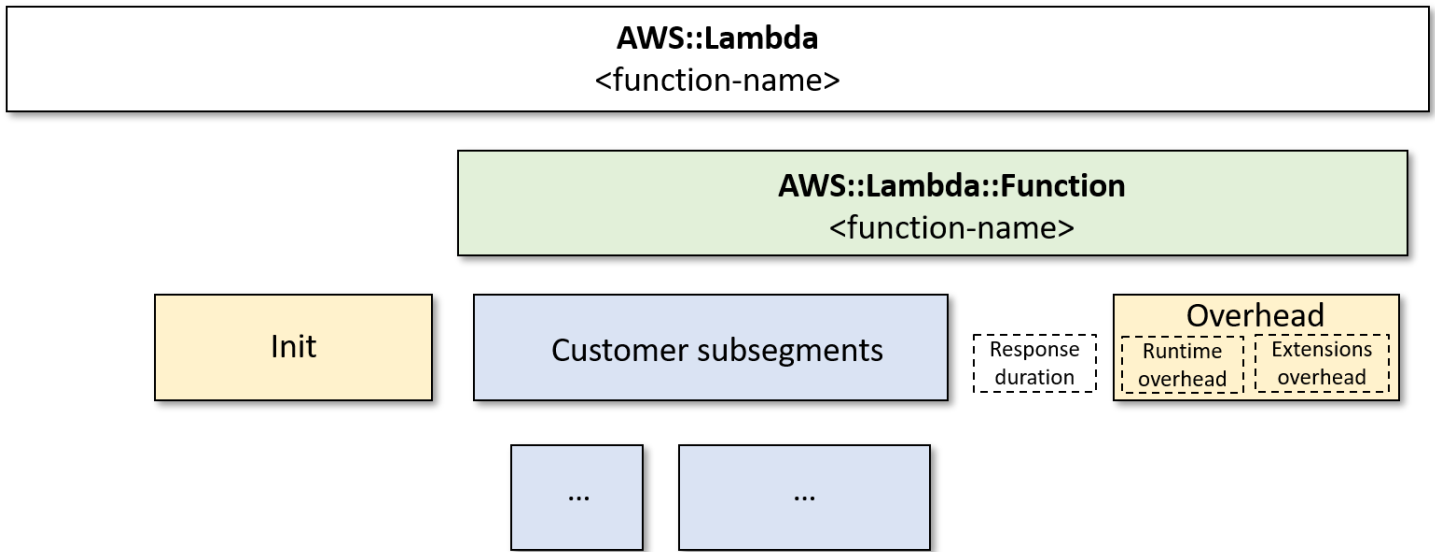 AWS::Lambda
<function-name>
AWS::Lambda::Function
<function-name>
Init
Customer subsegments
Response
duration
Overhead
Runtime
overhead
Extensions
overhead
...
...